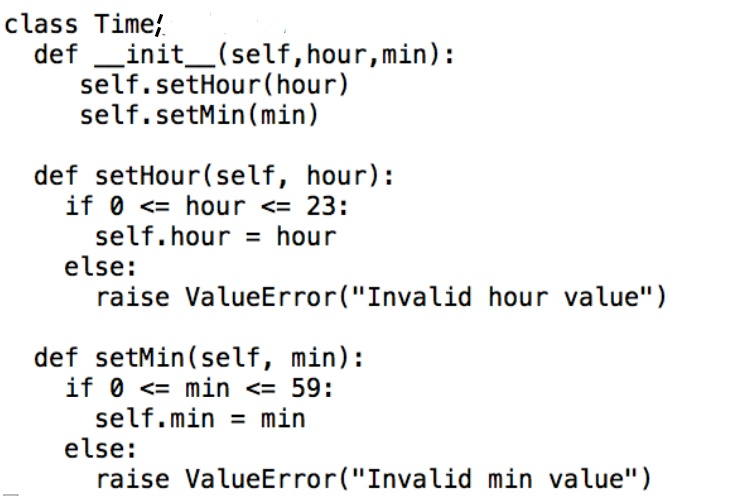 class Time:
  def __init__(self,hour,min):
     self.setHour(hour)
     self.setMin(min)

  def setHour(self, hour):
    if 0 <= hour <= 23:
      self.hour = hour
    else:
      raise ValueError("Invalid hour value")

  def setMin(self, min):
    if 0 <= min <= 59:
      self.min = min
    else:
      raise ValueError("Invalid min value")